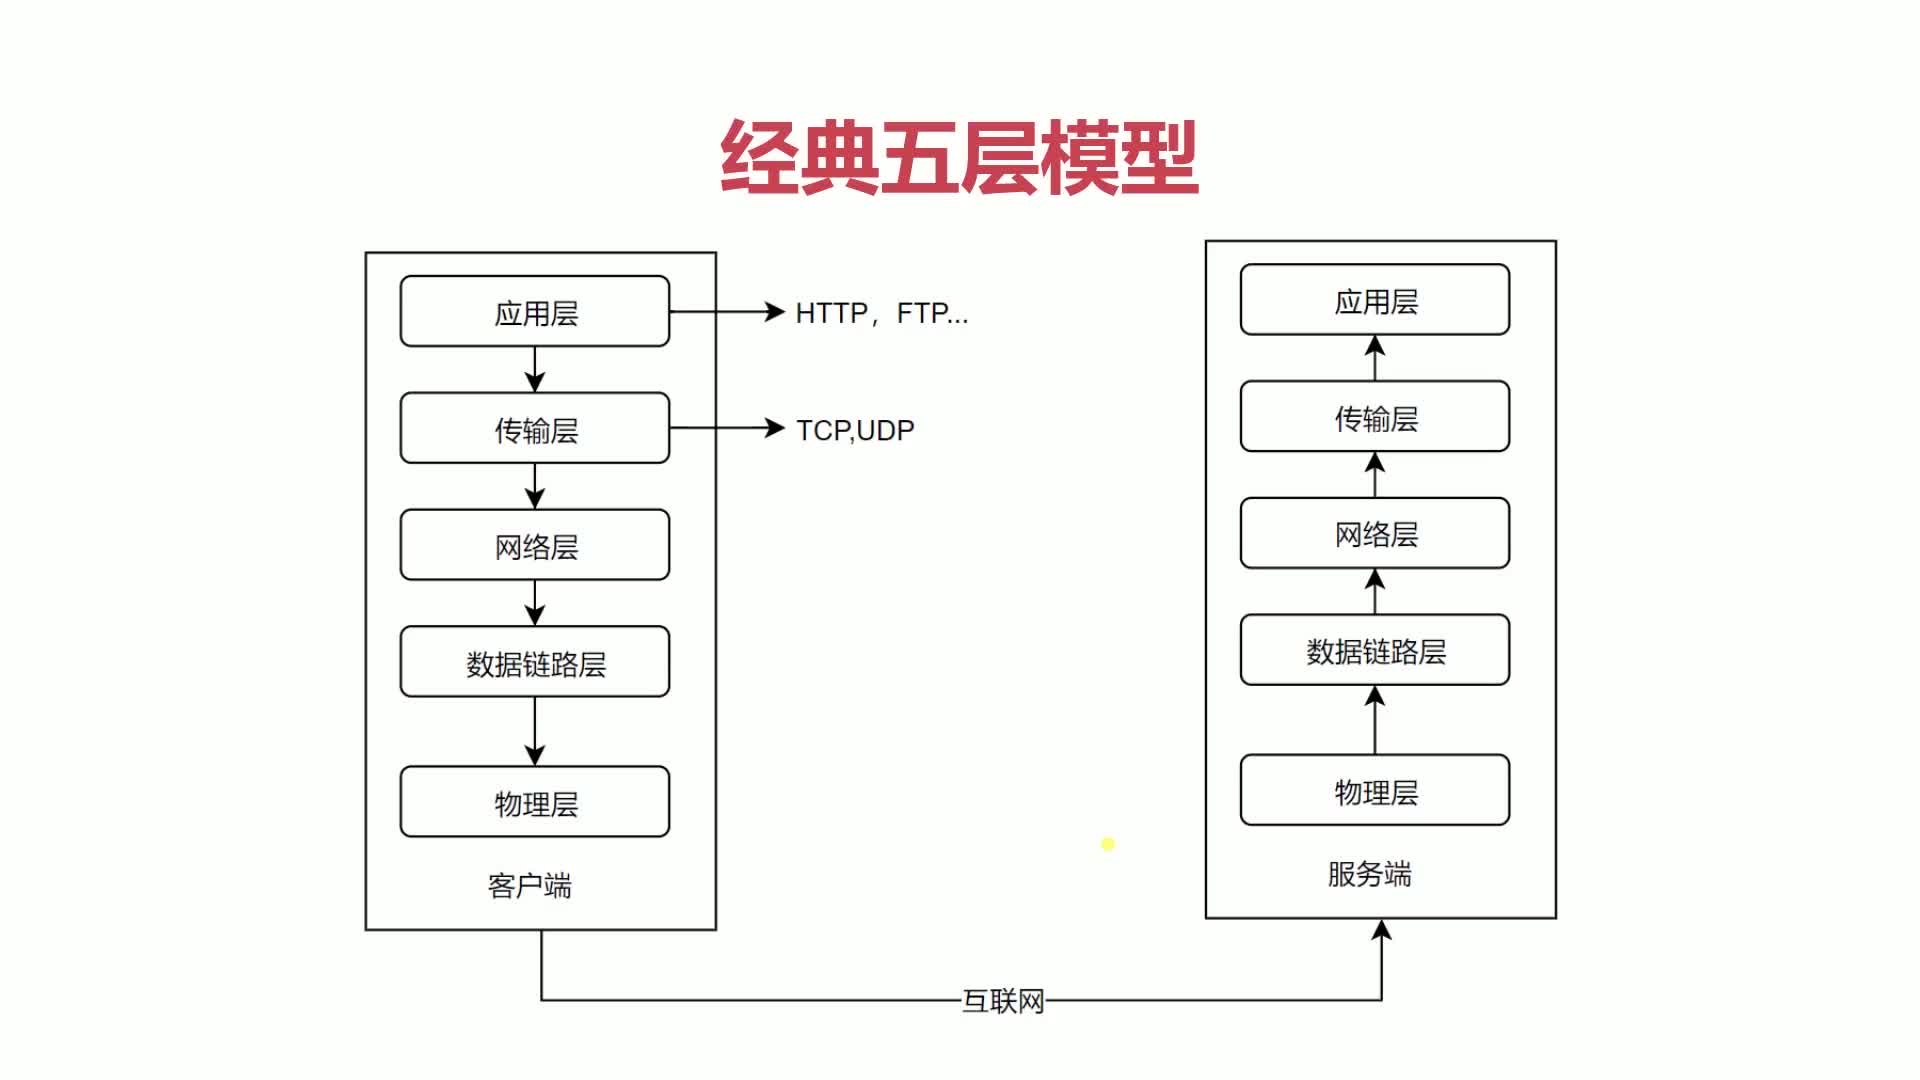 经典五层模型
应用层
HTTP，FTP...
传输层
TCP,UDP
网络层
数据链路层
物理层
客户端
应用层
传输层
网络层
数据链路层
物理层
服务端
互联网